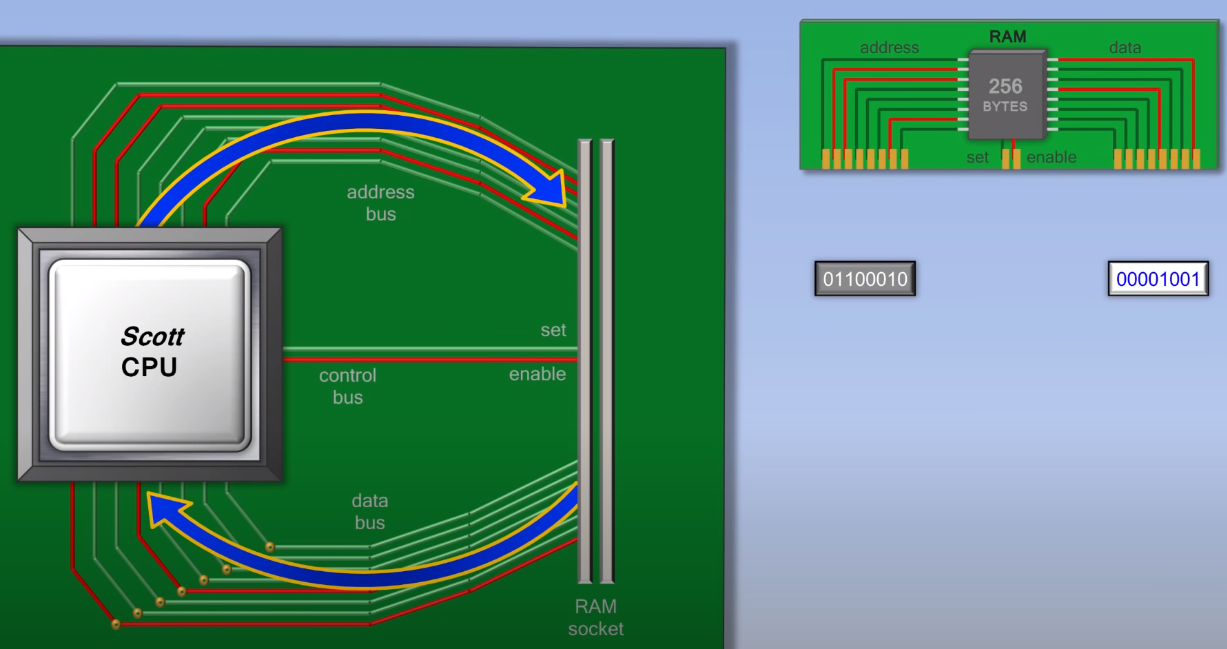 RAM
address
data
256
BYTES
set
enable
address
bus
01100010
00001001
Scott
CPU
set
control
bus
enable
data
bus
RAM
socket